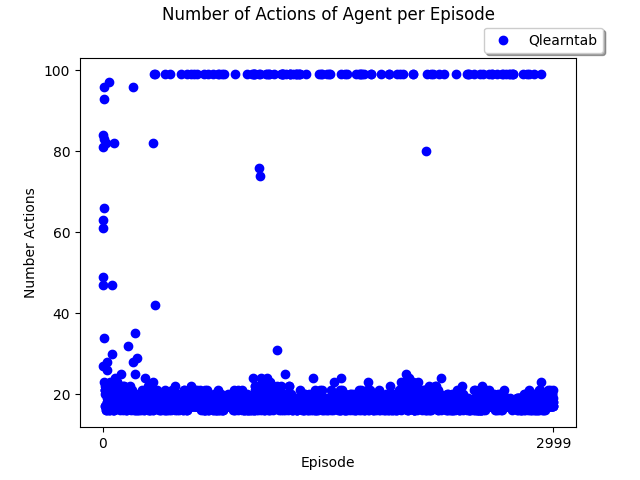 Number of Actions of Agent per Episode
Qlearntab
100
80
60
40
20
Number Actions
0
2999
Episode